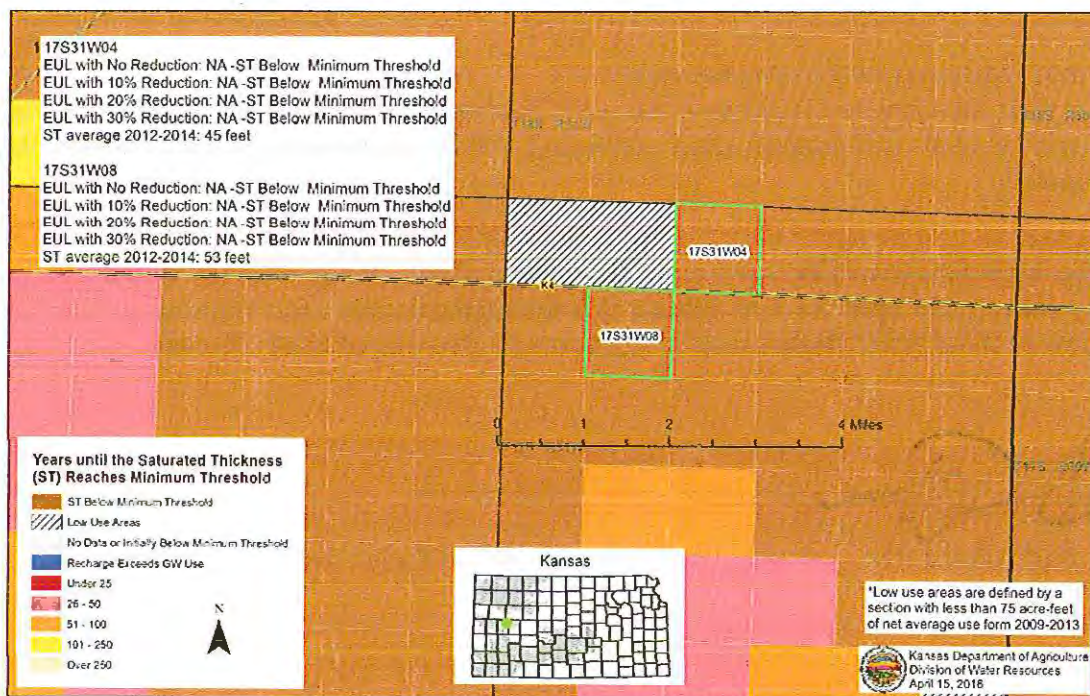 17S31W04
EUL with No Reduction: NA -ST Below Minimum Threshold
EUL with 10% Reduction: NA -ST Below Minimum Threshold
EUL with 20% Reduction: NA -ST Below Minimum Threshold
EUL with 30% Reduction: NA -ST Below Minimum Threshold
ST average 2012-2014: 45 feet
17S31W08
EUL with No Reduction: NA -ST Below Minimum Threshold
EUL with 10% Reduction: NA -ST Below Minimum Threshold
EUL with 20% Reduction: NA -ST Below Minimum Threshold
EUL with 30% Reduction: NA -ST Below Minimum Threshold
ST average 2012-2014: 53 feet
17S31W04
K4
17S31W08
0 2 4 Miles
Years until the Saturated Thickness
(ST) Reaches Minimum Threshold
ST Below Minimum Threshold
Low Use Areas
No Data or Initially Below Minimum Threshold
Recharge Exceeds GW Use
Under 25
26 - 50
51 - 100
101 - 250
Over 250
N
Kansas
*Low use areas are defined by a
section with less than 75 acre-feet
of net average use form 2009-2013
Kansas Department of Agriculture
Division of Water Resources
April 15, 2016